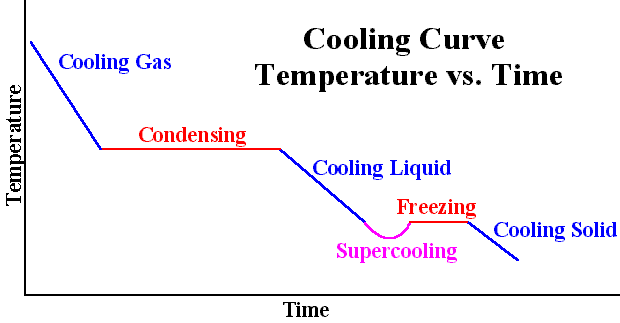 Cooling Curve
Temperature vs. Time
Cooling Gas
Condensing
Cooling Liquid
Freezing
Cooling Solid
Supercooling
Temperature
Time